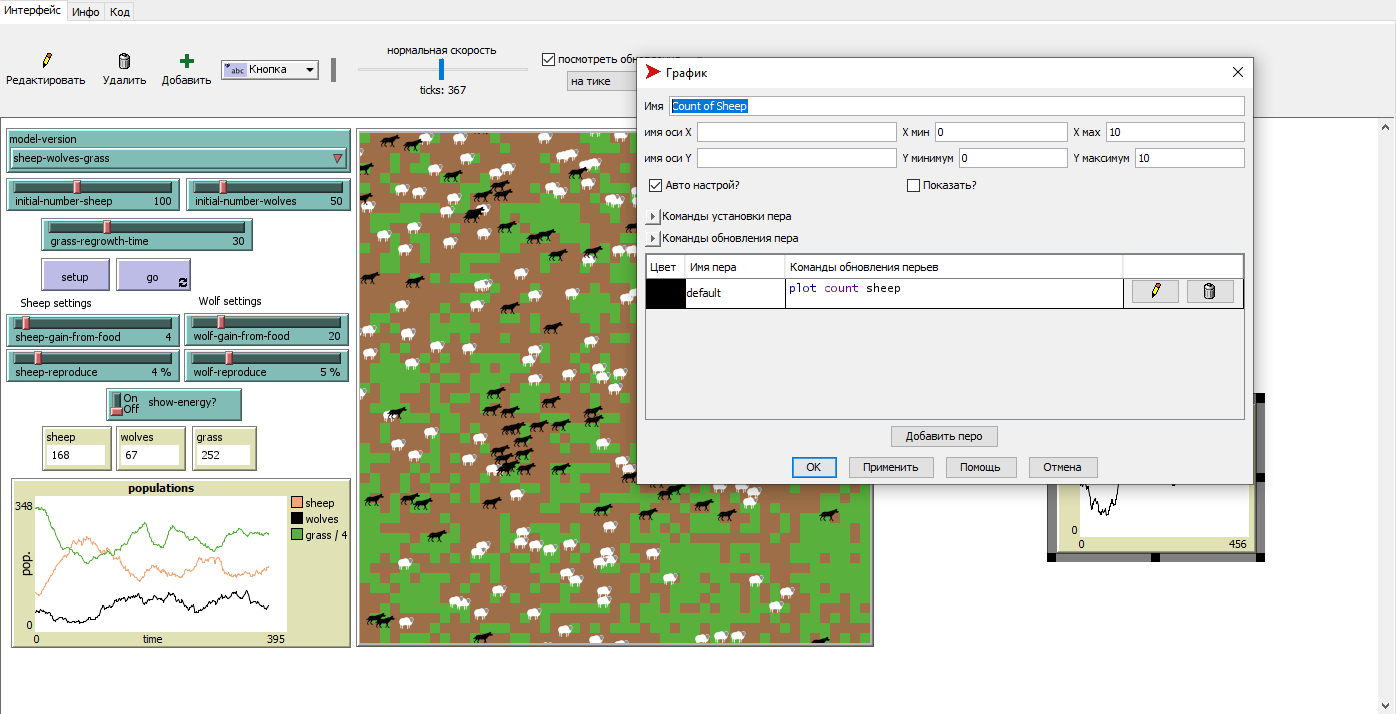 Интерфейс Инфо Код
Редактировать Удалить Добавить abc Кнопка
нормальная скорость
ticks: 367
посмотреть
на тике
model-version
sheep-wolves-grass
initial-number-sheep 100 initial-number-wolves 50
grass-regrowth-time 30
setup go
Sheep settings Wolf settings
sheep-gain-from-food 4 wolf-gain-from-food 20
sheep-reproduce 4 % wolf-reproduce 5 %
On
Off
show-energy?
sheep wolves grass
168 67 252
populations
348
pop.
0
0 time 395
sheep
wolves
grass / 4
График
Имя Count of Sheep
имя оси X X мин 0 X max 10
имя оси Y Y минимум 0 Y максимум 10
Авто настрой? Показать?
Команды установки пера
Команды обновления пера
Цвет Имя пера Команды обновления перьев
default plot count sheep
Добавить перо
OK Применить Помощь Отмена
0
0 456